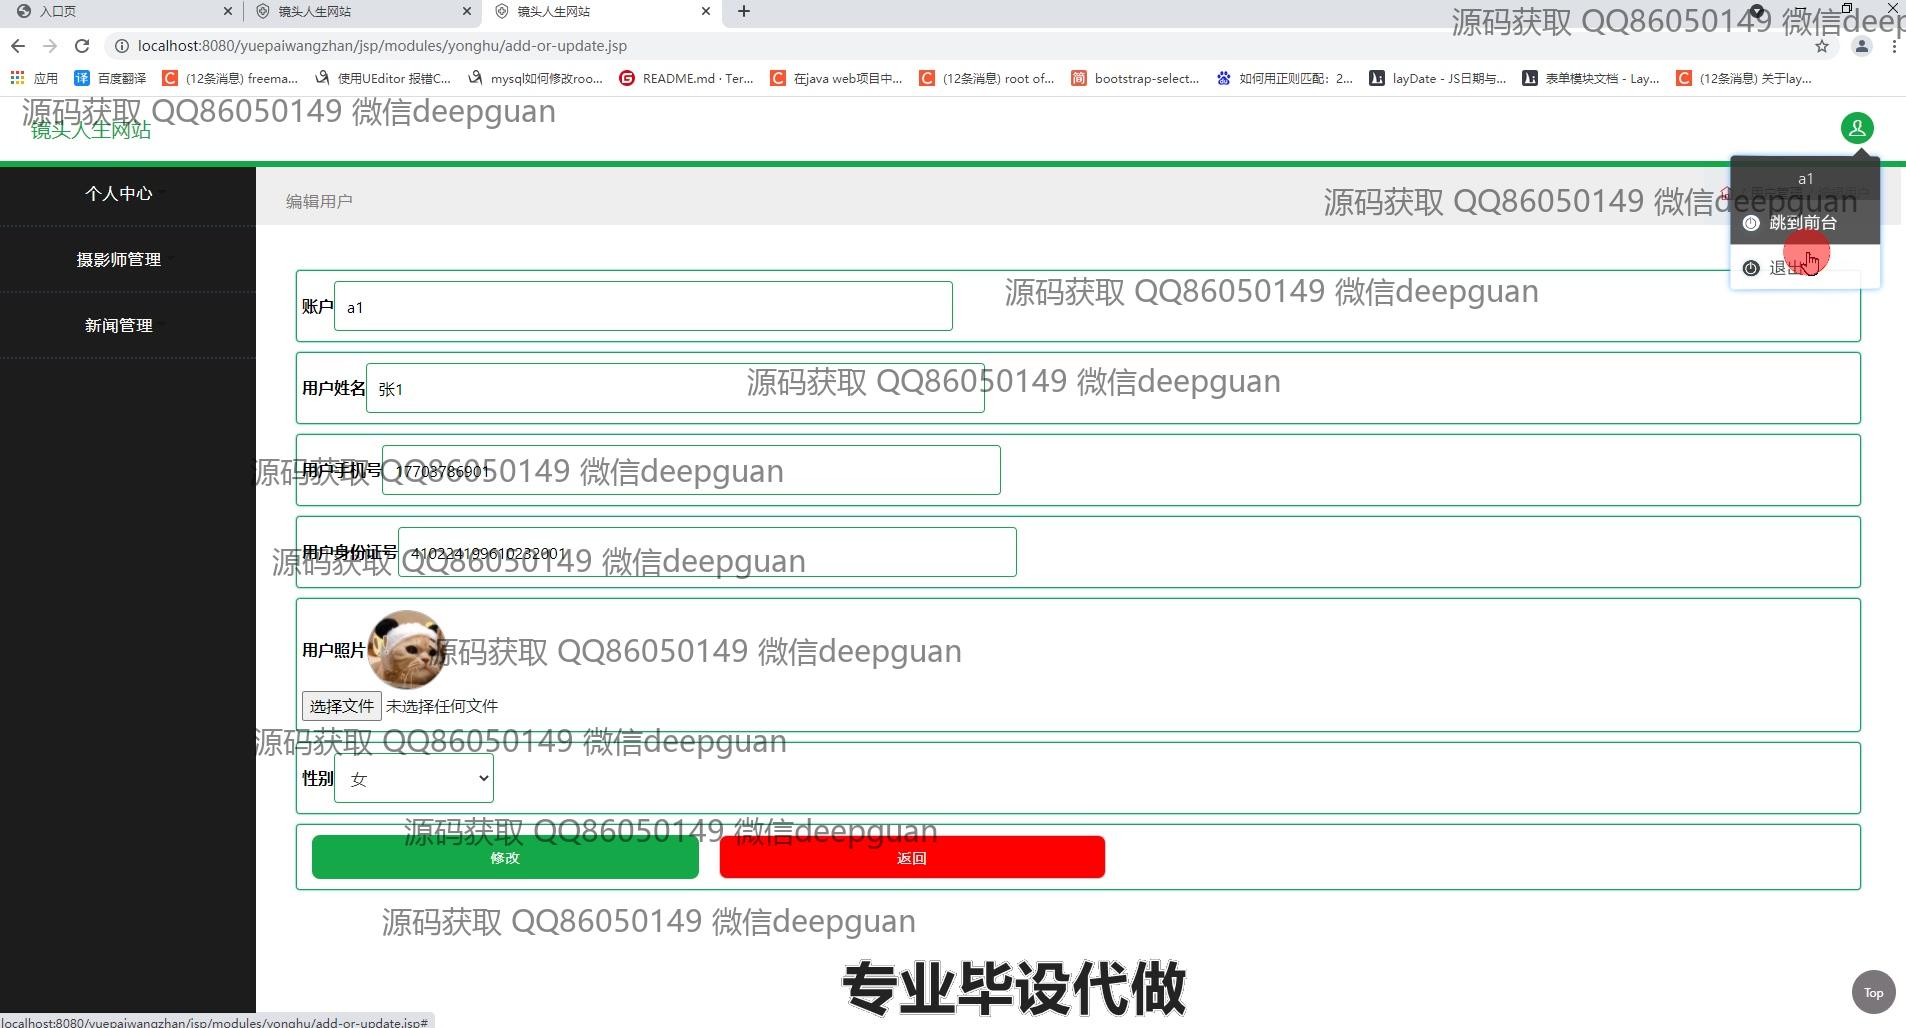 入口页
镜头人生网站
镜头人生网站
源码获取 QQ86050149 微信deep
localhost:8080/yuepaiwangzhan/jsp/modules/yonghu/add-or-update.jsp
应用
百度翻译
(12条消息) freema...
使用UEditor 报错C...
mysql如何修改roo...
README.md · Ter...
在java web项目中...
(12条消息) root of...
bootstrap-select...
如何用正则匹配：2...
layDate - JS日期与...
表单模块文档 - Lay...
(12条消息) 关于lay...
源码获取 QQ86050149 微信deepguan
镜头人生网站
a1
跳到前台
退出
个人中心
摄影师管理
新闻管理
编辑用户
源码获取 QQ86050149 微信deepguan
账户
a1
源码获取 QQ86050149 微信deepguan
用户姓名
张1
源码获取 QQ86050149 微信deepguan
用户手机号
17703786901
源码获取 QQ86050149 微信deepguan
用户身份证号
410224199610232001
源码获取 QQ86050149 微信deepguan
用户照片
源码获取 QQ86050149 微信deepguan
选择文件 未选择任何文件
源码获取 QQ86050149 微信deepguan
性别
女
源码获取 QQ86050149 微信deepguan
修改
返回
源码获取 QQ86050149 微信deepguan
专业毕设代做
Top
localhost:8080/yuepaiwangzhan/jsp/modules/yonghu/add-or-update.jsp#